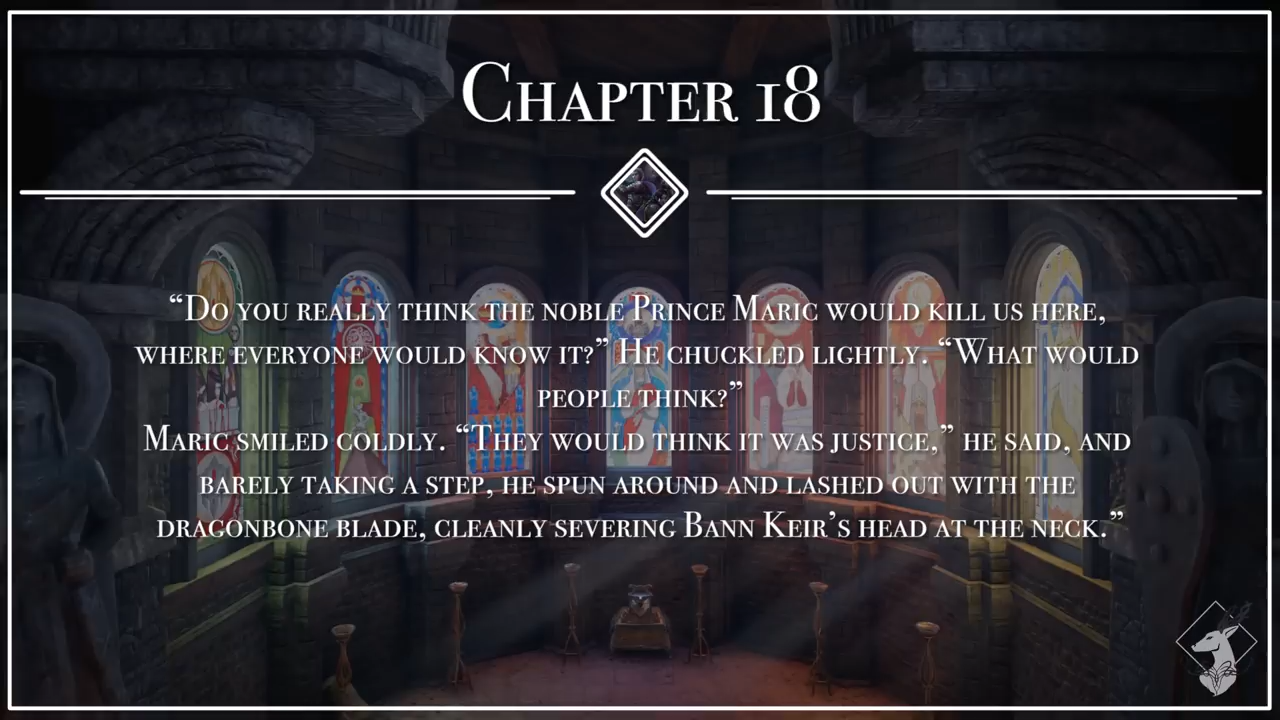 Chapter 18
“Do you really think the noble Prince Maric would kill us here,
where everyone would know it?” He chuckled lightly. “What would
people think?”
Maric smiled coldly. “They would think it was justice,” he said, and
barely taking a step, he spun around and lashed out with the
dragonbone blade, cleanly severing Bann Keir’s head at the neck.”